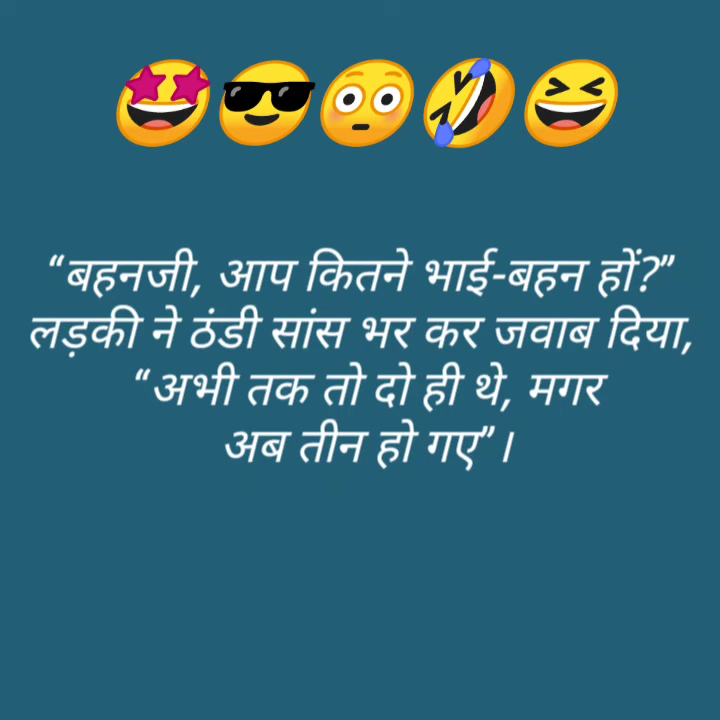 “बहनजी, आप कितने भाई-बहन हों?”
लड़की ने ठंडी सांस भर कर जवाब दिया,
“अभी तक तो दो ही थे, मगर
अब तीन हो गए”।